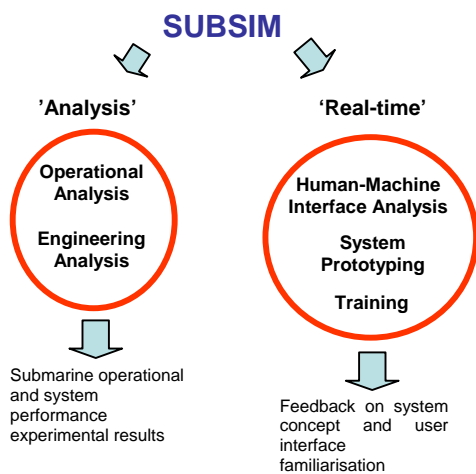 SUBSIM
’Analysis’
Operational
Analysis
Engineering
Analysis
Submarine operational
and system
performance
experimental results
‘Real-time’
Human-Machine
Interface Analysis
System
Prototyping
Training
Feedback on system
concept and user
interface
familiarisation